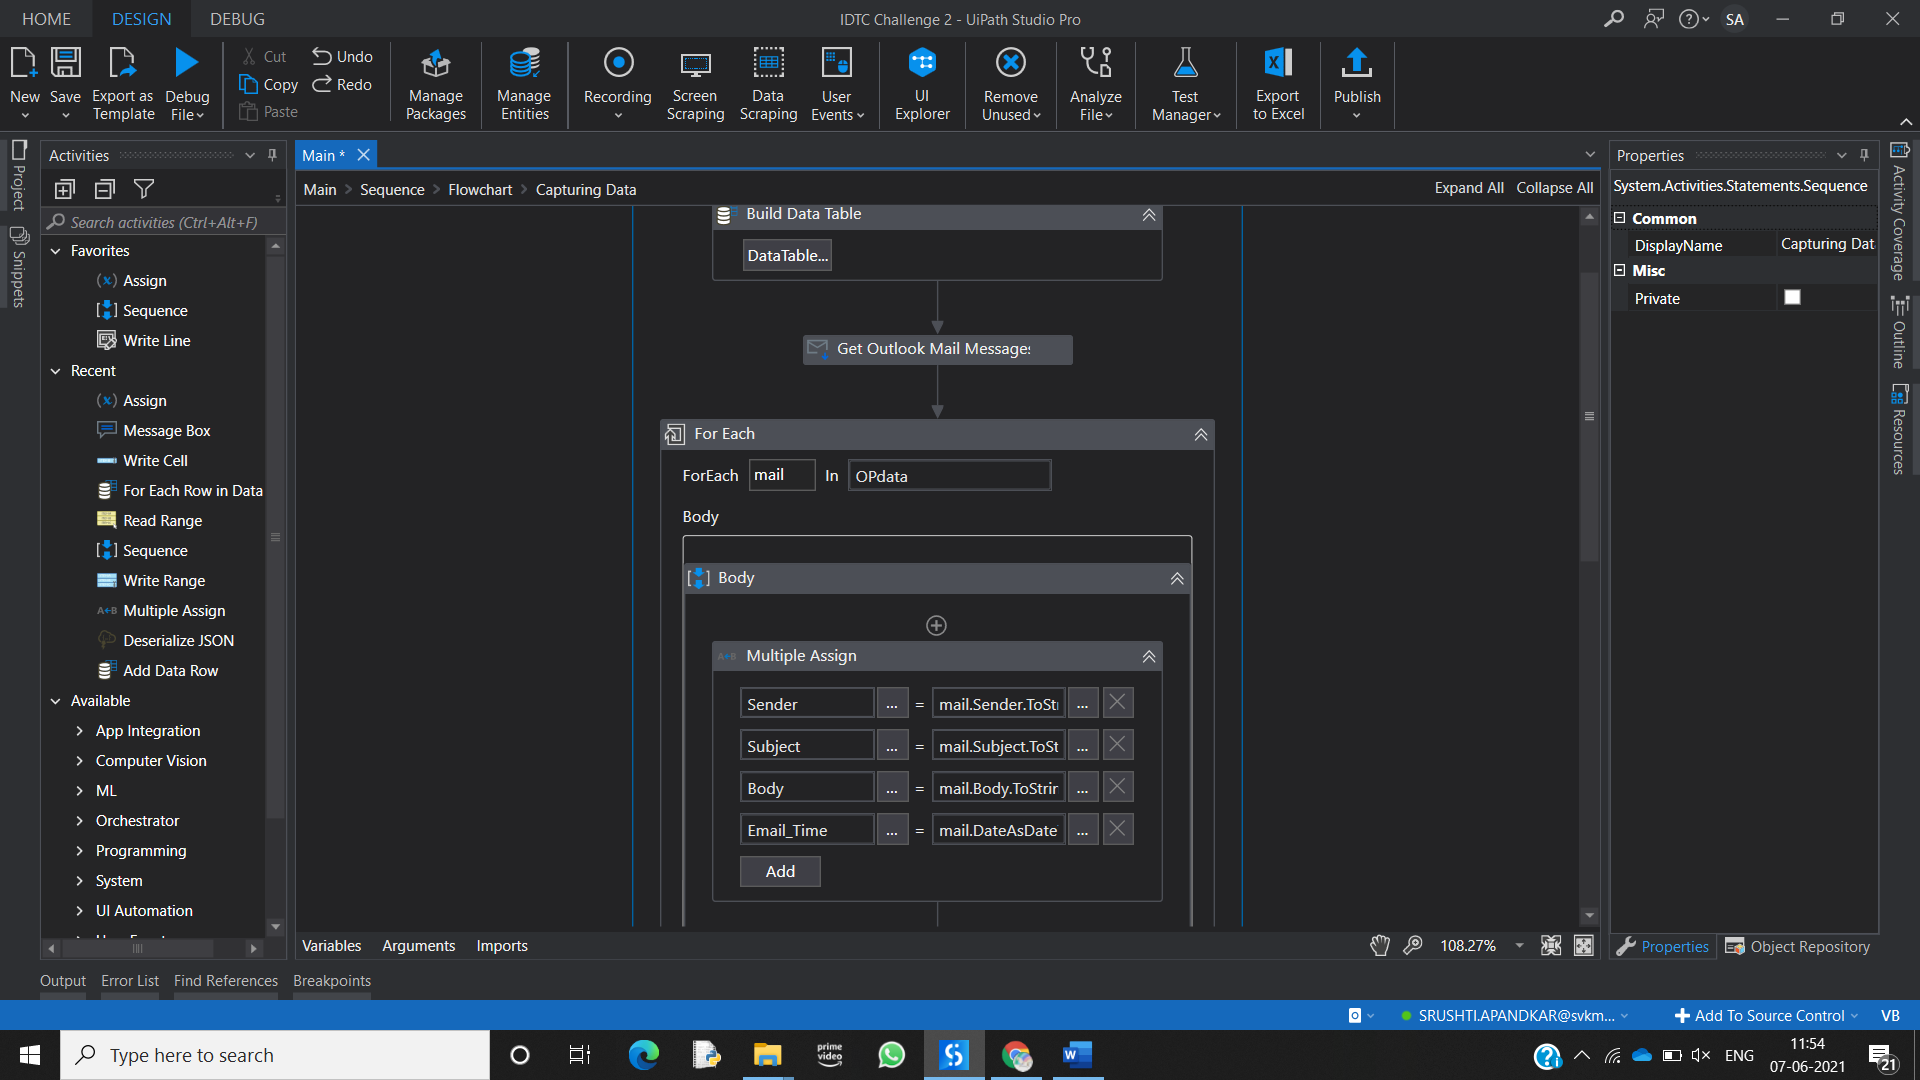 HOME DESIGN DEBUG
IDTC Challenge 2 - UiPath Studio Pro
SA
New
Save
Export as
Template
Debug
File
Cut
Copy
Paste
Undo
Redo
Manage
Packages
Manage
Entities
Recording
Screen
Scraping
Data
Scraping
User
Events
UI
Explorer
Remove
Unused
Analyze
File
Test
Manager
Export
to Excel
Publish
Project
Snippets
Activities
Search activities (Ctrl+Alt+F)
Favorites
Assign
Sequence
Write Line
Recent
Assign
Message Box
Write Cell
For Each Row in Data
Read Range
Sequence
Write Range
A+B Multiple Assign
Deserialize JSON
Add Data Row
Available
App Integration
Computer Vision
ML
Orchestrator
Programming
System
UI Automation
Main *
Main > Sequence > Flowchart > Capturing Data
Expand All Collapse All
Build Data Table
DataTable...
Get Outlook Mail Messages
For Each
ForEach mail In OPdata
Body
Body
A+B Multiple Assign
Sender ... = mail.Sender.ToStr ...
Subject ... = mail.Subject.ToSt ...
Body ... = mail.Body.ToStrin ...
Email_Time ... = mail.DateAsDate ...
Add
Variables Arguments Imports
108.27%
Properties
System.Activities.Statements.Sequence
Common
DisplayName Capturing Dat
Misc
Private
Properties Object Repository
Activity Coverage
Outline
Resources
Output Error List Find References Breakpoints
SRUSHTI.APANDKAR@svkm...
Add To Source Control
VB
Type here to search
prime
video
ENG
11:54
07-06-2021
21